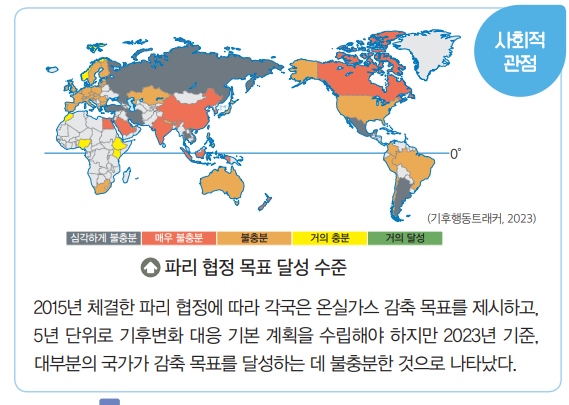 사회적
관점
0°
(기후행동트래커, 2023)
심각하게 불충분 매우 불충분 불충분 거의 충분 거의 달성
파리 협정 목표 달성 수준
2015년 체결한 파리 협정에 따라 각국은 온실가스 감축 목표를 제시하고,
5년 단위로 기후변화 대응 기본 계획을 수립해야 하지만 2023년 기준,
대부분의 국가가 감축 목표를 달성하는 데 불충분한 것으로 나타났다.